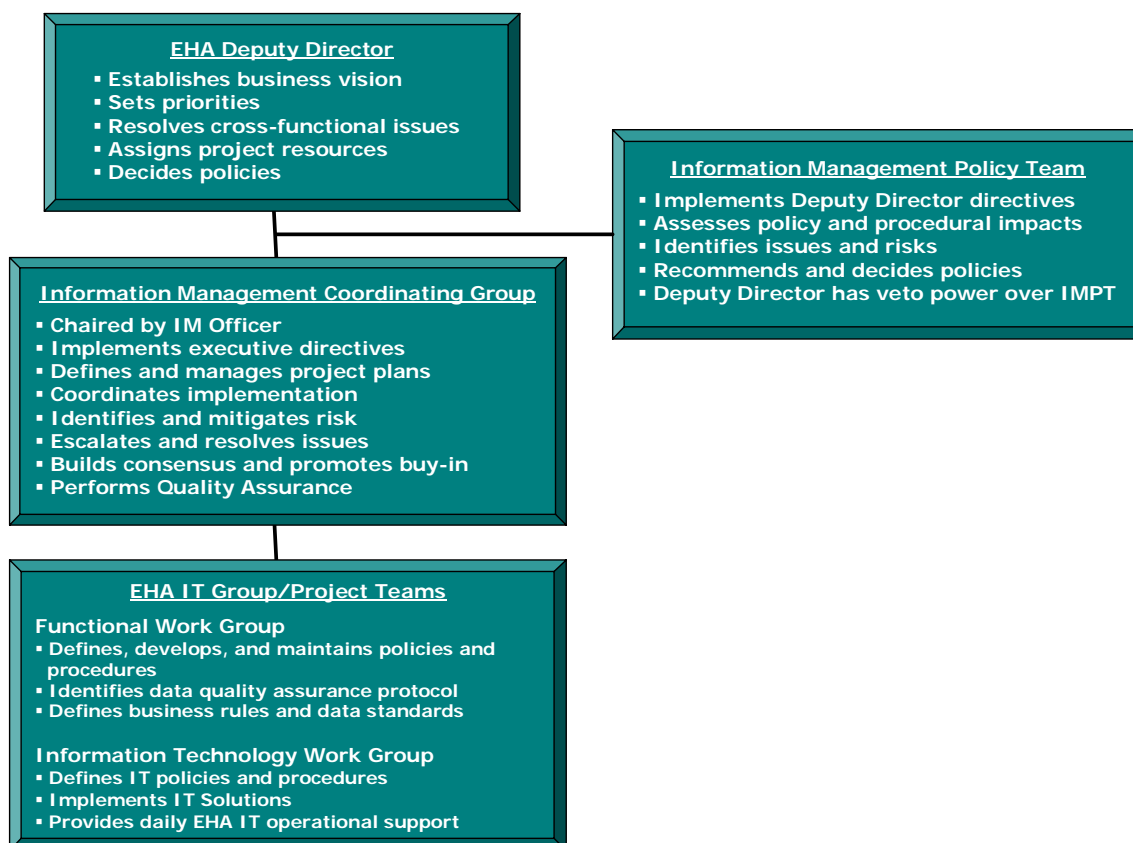 EHA Deputy Director
▪ Establishes business vision
▪ Sets priorities
▪ Resolves cross-functional issues
▪ Assigns project resources
▪ Decides policies
Information Management Policy Team
▪ Implements Deputy Director directives
▪ Assesses policy and procedural impacts
▪ Identifies issues and risks
▪ Recommends and decides policies
▪ Deputy Director has veto power over IMPT
Information Management Coordinating Group
▪ Chaired by IM Officer
▪ Implements executive directives
▪ Defines and manages project plans
▪ Coordinates implementation
▪ Identifies and mitigates risk
▪ Escalates and resolves issues
▪ Builds consensus and promotes buy-in
▪ Performs Quality Assurance
EHA IT Group/Project Teams
Functional Work Group
▪ Defines, develops, and maintains policies and
procedures
▪ Identifies data quality assurance protocol
▪ Defines business rules and data standards
Information Technology Work Group
▪ Defines IT policies and procedures
▪ Implements IT Solutions
▪ Provides daily EHA IT operational support